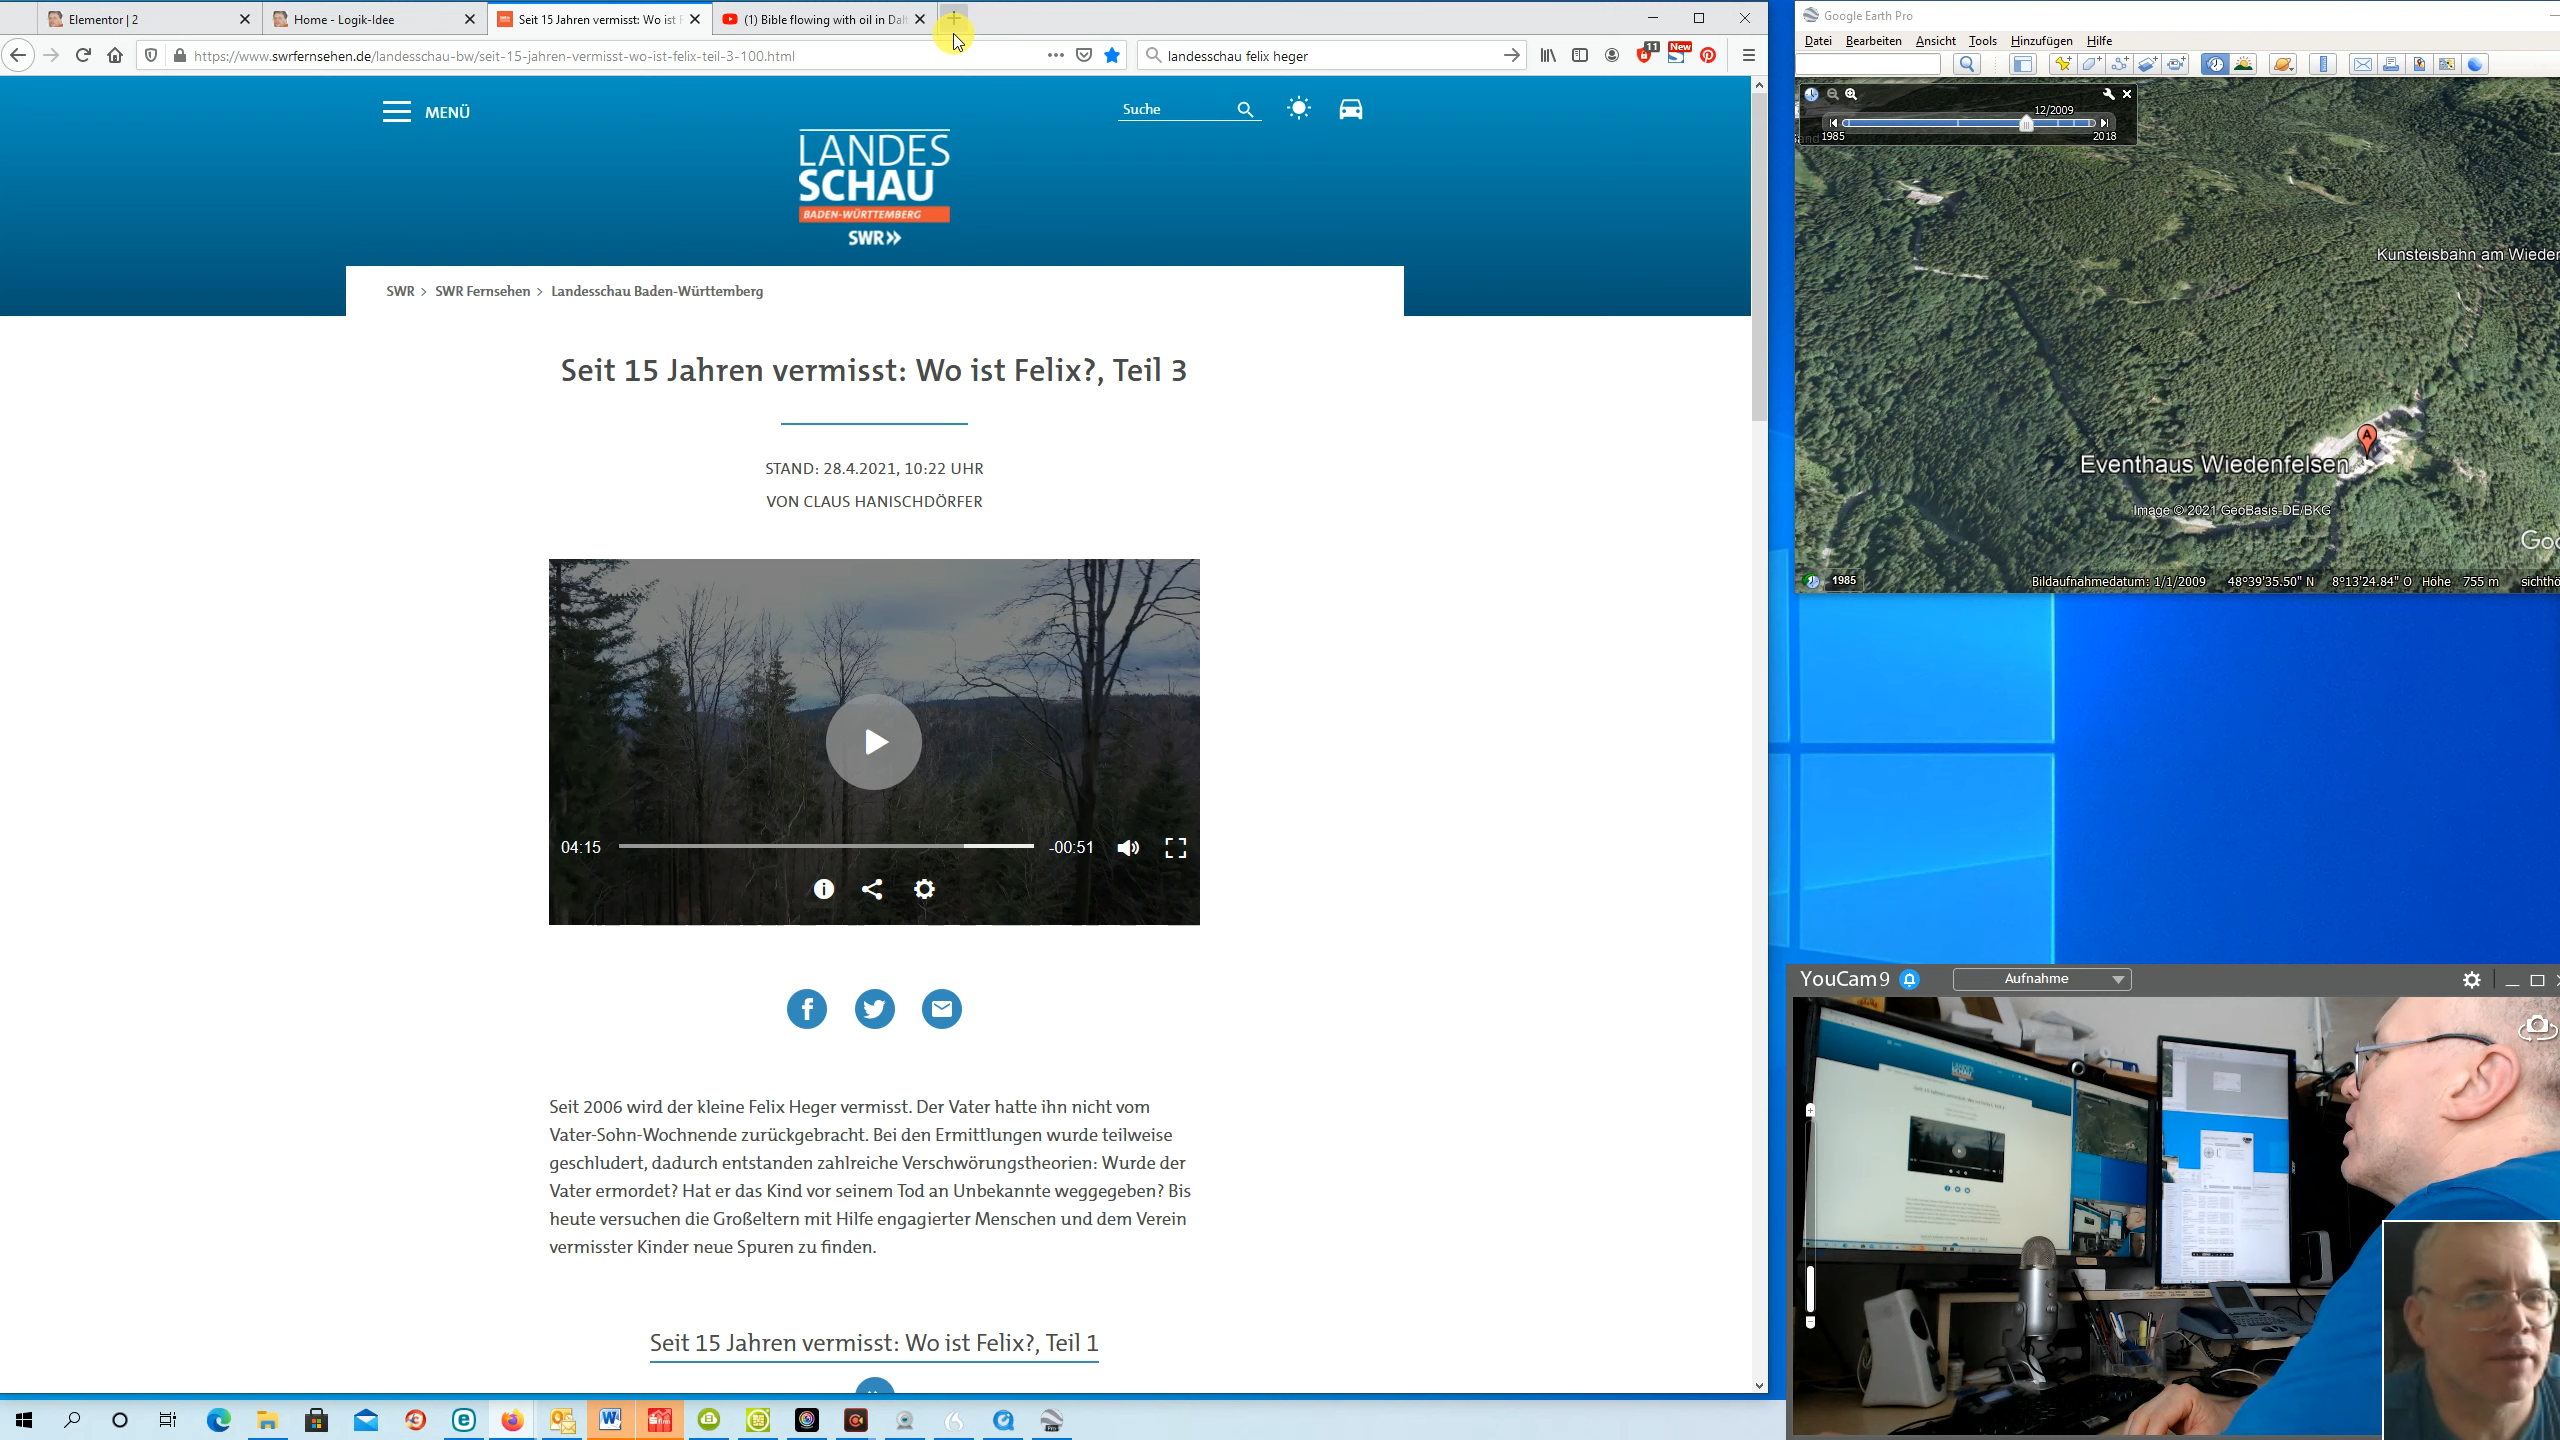 Elementor | 2
Home - Logik-Idee
Seit 15 Jahren vermisst: Wo ist F
(1) Bible flowing with oil in Dalt
https://www.swrfernsehen.de/landesschau-bw/seit-15-jahren-vermisst-wo-ist-felix-teil-3-100.html
landesschau felix heger
11
New
MENÜ
Suche
LANDES
SCHAU
BADEN-WÜRTTEMBERG
SWR»
SWR > SWR Fernsehen > Landesschau Baden-Württemberg
Seit 15 Jahren vermisst: Wo ist Felix?, Teil 3
STAND: 28.4.2021, 10:22 UHR
VON CLAUS HANISCHDÖRFER
04:15
-00:51
Seit 2006 wird der kleine Felix Heger vermisst. Der Vater hatte ihn nicht vom
Vater-Sohn-Wochnende zurückgebracht. Bei den Ermittlungen wurde teilweise
geschludert, dadurch entstanden zahlreiche Verschwörungstheorien: Wurde der
Vater ermordet? Hat er das Kind vor seinem Tod an Unbekannte weggegeben? Bis
heute versuchen die Großeltern mit Hilfe engagierter Menschen und dem Verein
vermisster Kinder neue Spuren zu finden.
Seit 15 Jahren vermisst: Wo ist Felix?, Teil 1
Google Earth Pro
Datei Bearbeiten Ansicht Tools Hinzufügen Hilfe
12/2009
1985
2018
Kunsteisbahn am Wieden
A
Eventhaus Wiedenfelsen
Image © 2021 GeoBasis-DE/BKG
Goo
1985
Bildaufnahmedatum: 1/1/2009 48°39'35.50" N 8°13'24.84" O Höhe 755 m sichthö
YouCam 9
Aufnahme